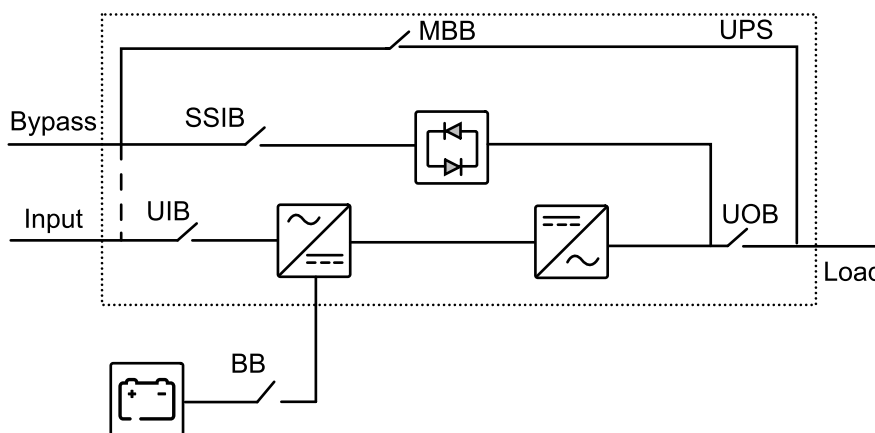 MBB
UPS
Bypass
SSIB
Input
UIB
UOB
Load
BB